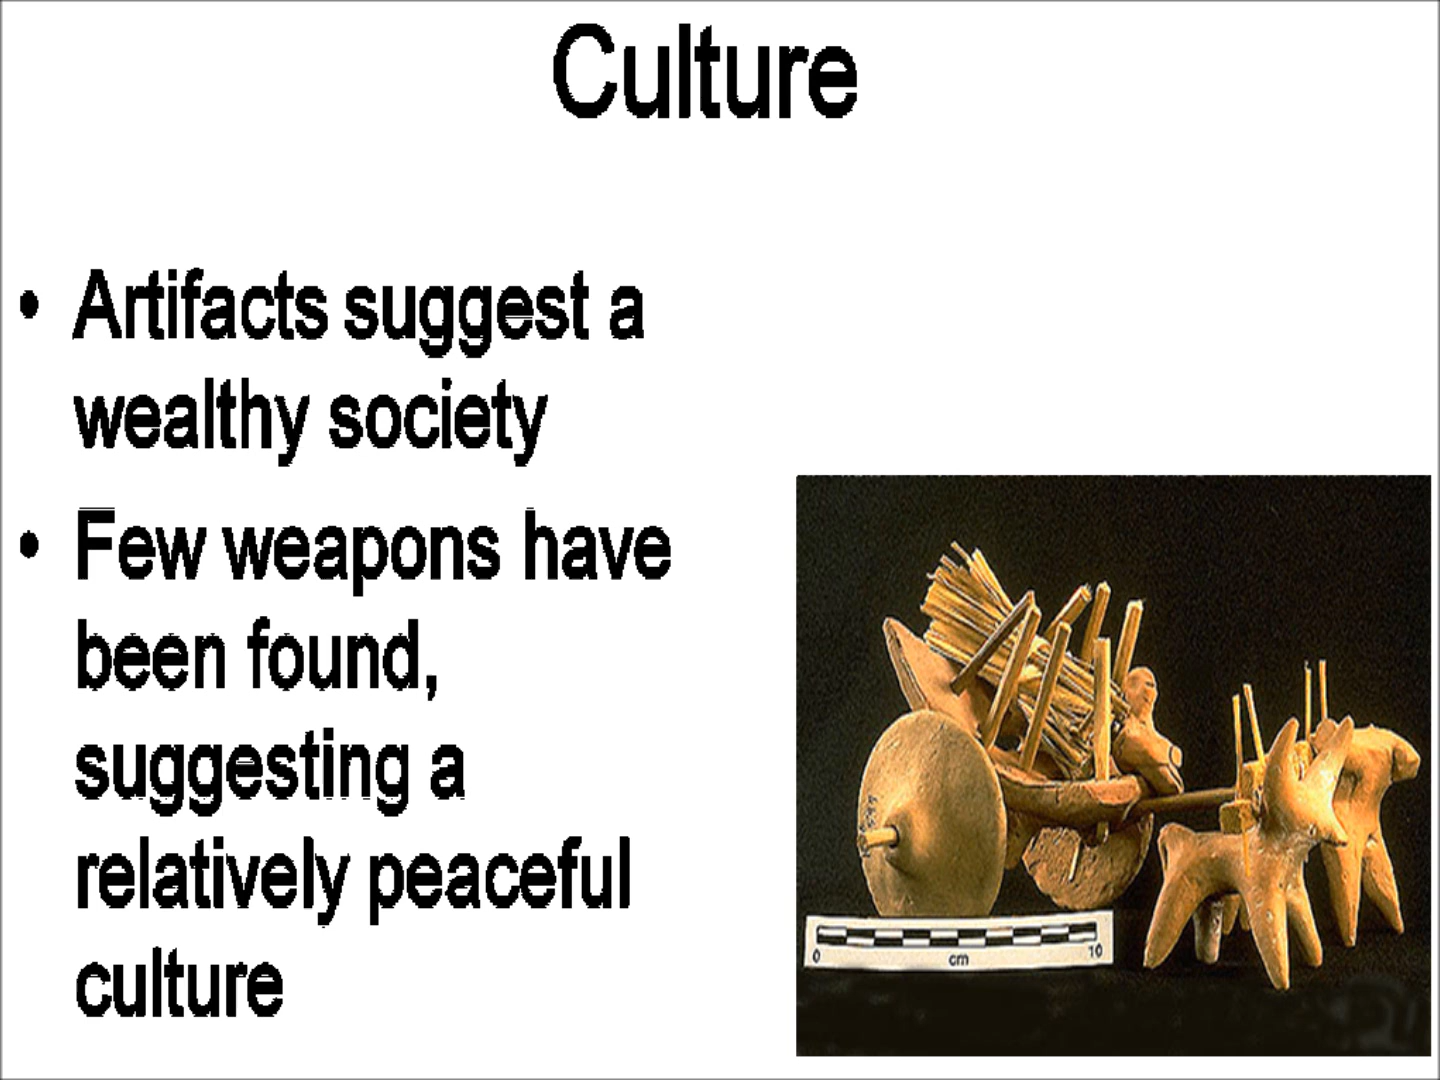 Culture
• Artifacts suggest a
wealthy society
• Few weapons have
been found,
suggesting a
relatively peaceful
culture
0 cm 10